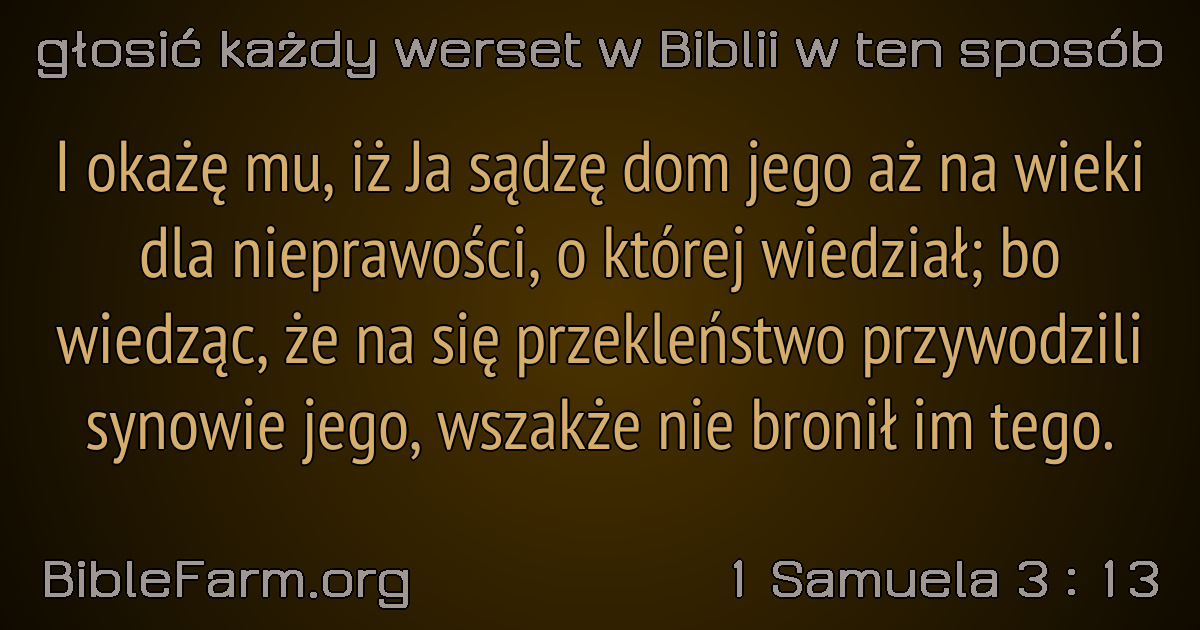 głosić każdy werset w Biblii w ten sposób
I okażę mu, iż Ja sądzę dom jego aż na wieki
dla nieprawości, o której wiedział; bo
wiedząc, że na się przekleństwo przywodzili
synowie jego, wszakże nie bronił im tego.
BibleFarm.org
1 Samuela 3 : 13